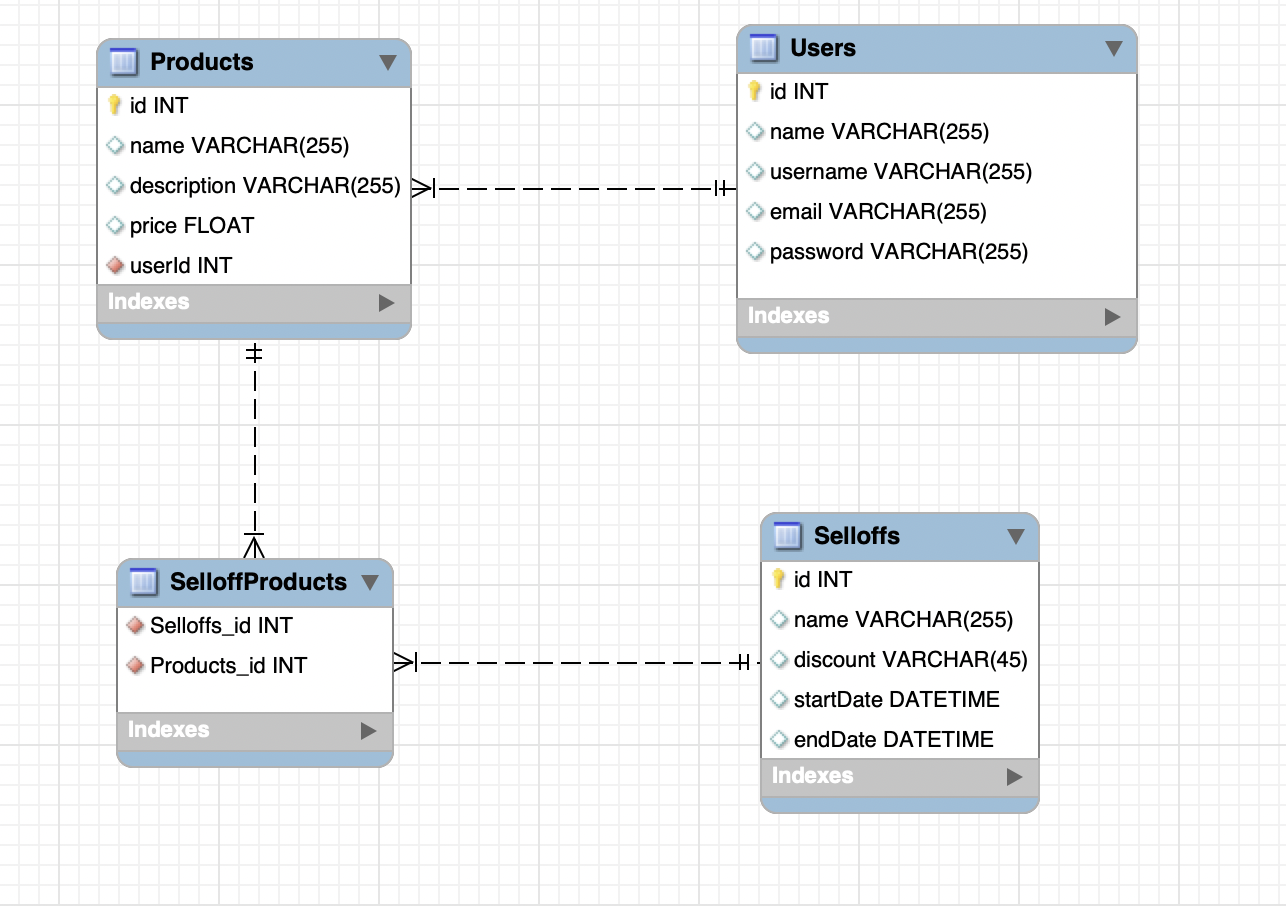 Products
id INT
name VARCHAR(255)
description VARCHAR(255)
price FLOAT
userId INT
Indexes
Users
id INT
name VARCHAR(255)
username VARCHAR(255)
email VARCHAR(255)
password VARCHAR(255)
Indexes
SelloffProducts
Selloffs_id INT
Products_id INT
Indexes
Selloffs
id INT
name VARCHAR(255)
discount VARCHAR(45)
startDate DATETIME
endDate DATETIME
Indexes